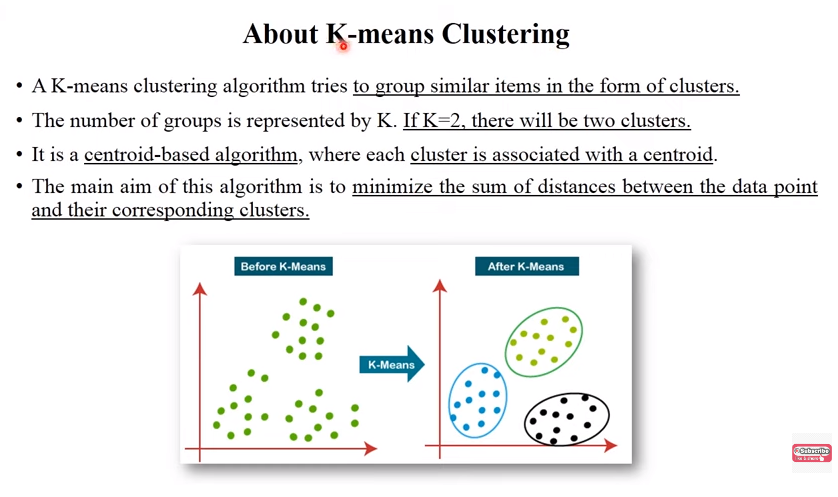 About K-means Clustering
• A K-means clustering algorithm tries to group similar items in the form of clusters.
• The number of groups is represented by K. If K=2, there will be two clusters.
• It is a centroid-based algorithm, where each cluster is associated with a centroid.
• The main aim of this algorithm is to minimize the sum of distances between the data point
and their corresponding clusters.
Before K-Means
After K-Means
K-Means
Subscribe